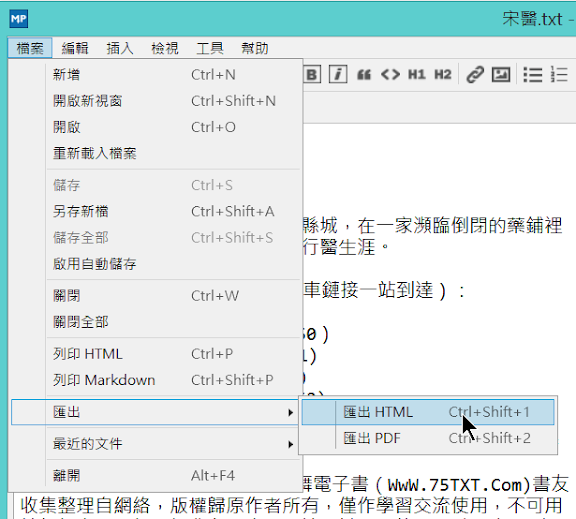 MP
宋醫.txt -
檔案 編輯 插入 檢視 工具 幫助
B i “ <> H1 H2
新增 Ctrl+N
開啟新視窗 Ctrl+Shift+N
開啟 Ctrl+O
重新載入檔案
儲存 Ctrl+S
另存新檔 Ctrl+Shift+A
儲存全部 Ctrl+Shift+S
啟用自動儲存
關閉 Ctrl+W
關閉全部
列印 HTML Ctrl+P
列印 Markdown Ctrl+Shift+P
匯出
最近的文件
離開 Alt+F4
匯出 HTML Ctrl+Shift+1
匯出 PDF Ctrl+Shift+2
縣城，在一家瀕臨倒閉的藥鋪裡
行醫生涯。
車鏈接一站到達）：
電子書（WwW.75TXT.Com)書友
收集整理自網絡，版權歸原作者所有，僅作學習交流使用，不可用